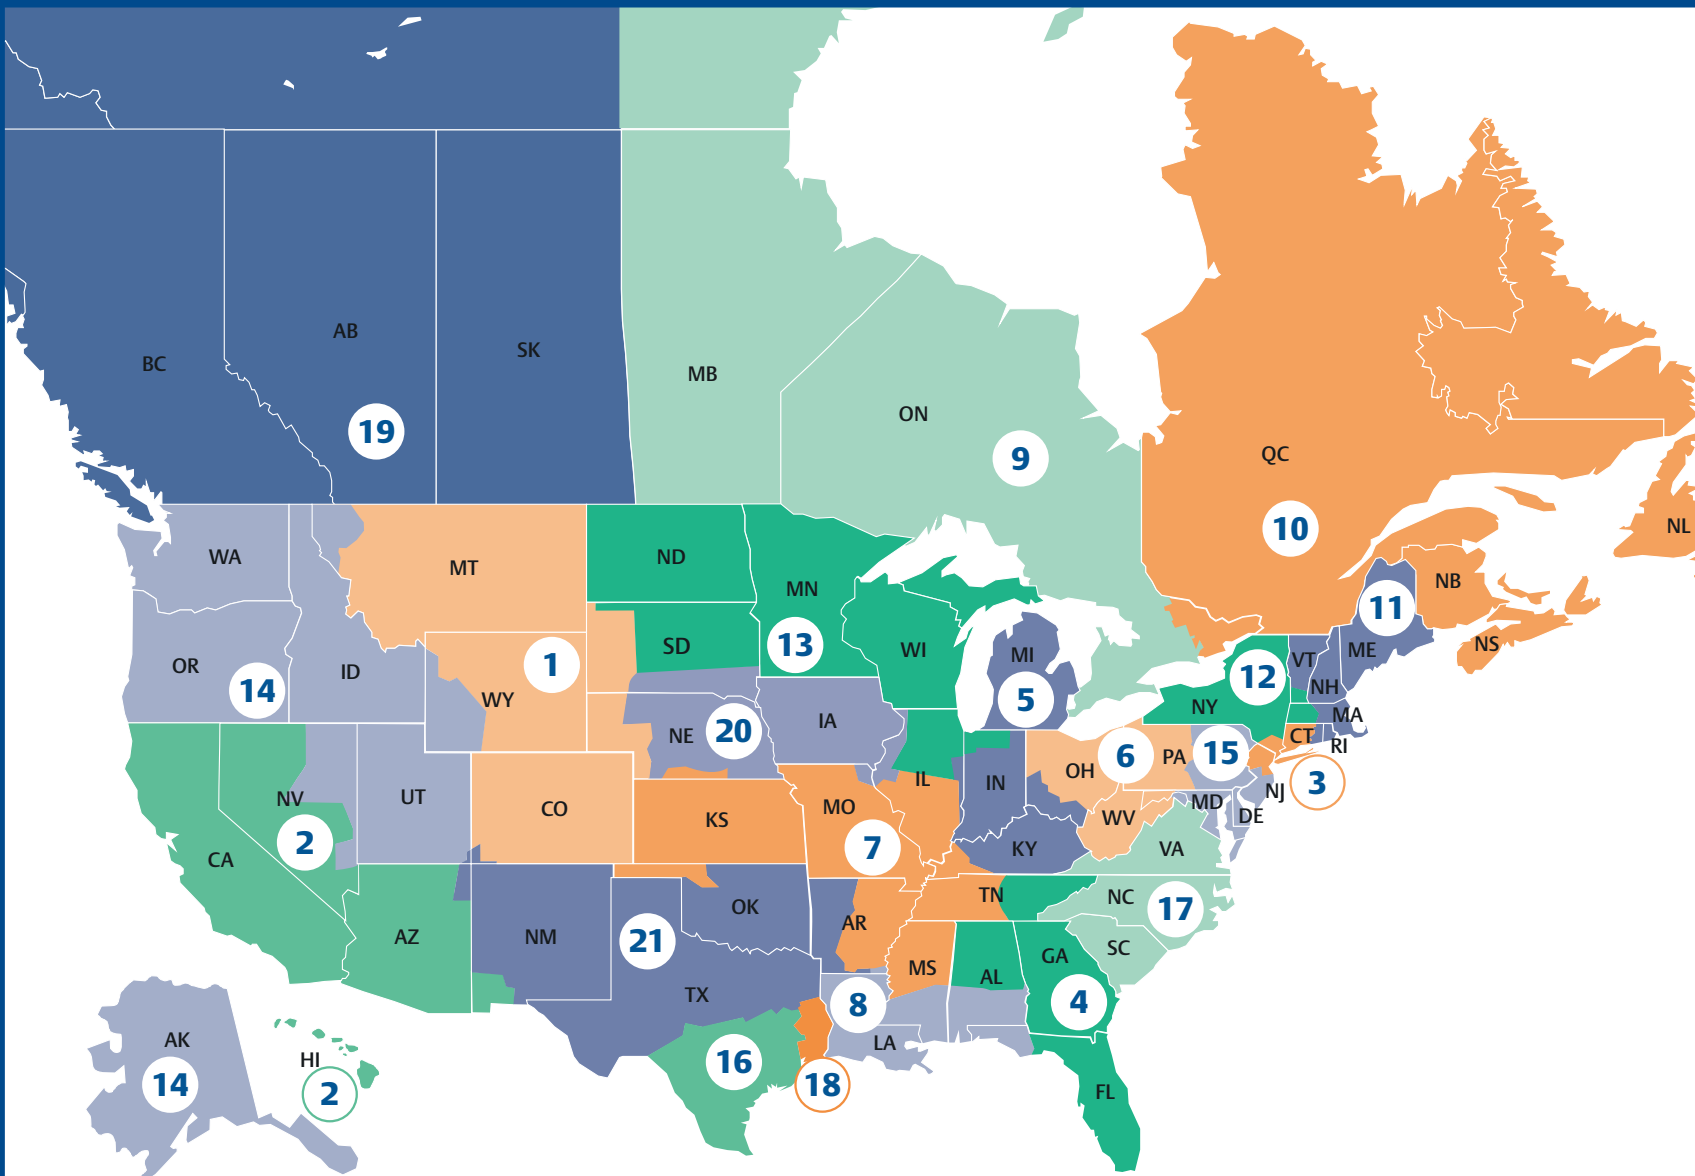 AB
SK
BC
MB
ON
19
9
QC
10
NL
WA
MT
ND
MN
NB
11
OR
14
ID
1
WY
SD
13
WI
MI
5
VT
ME
NS
12
NH
NY
MA
NE
20
IA
CT
RI
15
6
PA
OH
3
NV
UT
CO
KS
MO
IL
IN
NJ
MD
DE
WV
2
CA
7
KY
VA
AZ
NM
21
OK
AR
TN
NC
17
SC
TX
MS
AL
GA
4
8
LA
16
18
FL
AK
14
HI
2